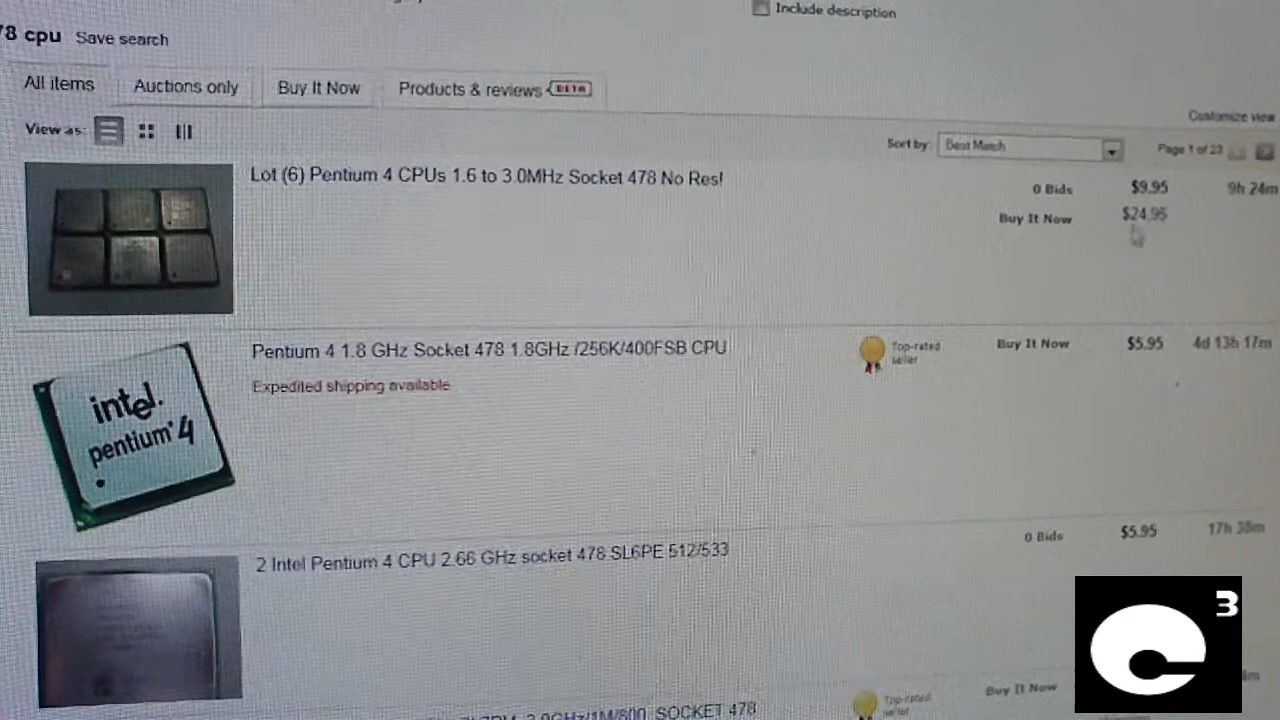 Include description
78 cpu Save search
All items Auctions only Buy It Now Products & reviews BETA
Customize view
View as: Sort by: Best Match Page 1 of 23
Lot (6) Pentium 4 CPUs 1.6 to 3.0MHz Socket 478 No Res!
0 Bids $9.95 9h 24m
Buy It Now $24.95
Pentium 4 1.8 GHz Socket 478 1.8GHz /256K/400FSB CPU
Top-rated seller Buy It Now $5.95 4d 13h 17m
Expedited shipping available
intel.
pentium 4
2 Intel Pentium 4 CPU 2.66 GHz socket 478 SL6PE 512/533
0 Bids $5.95 17h 38m
3
Top-rated seller Buy It Now
3.0GHz/1M/800 SOCKET 478